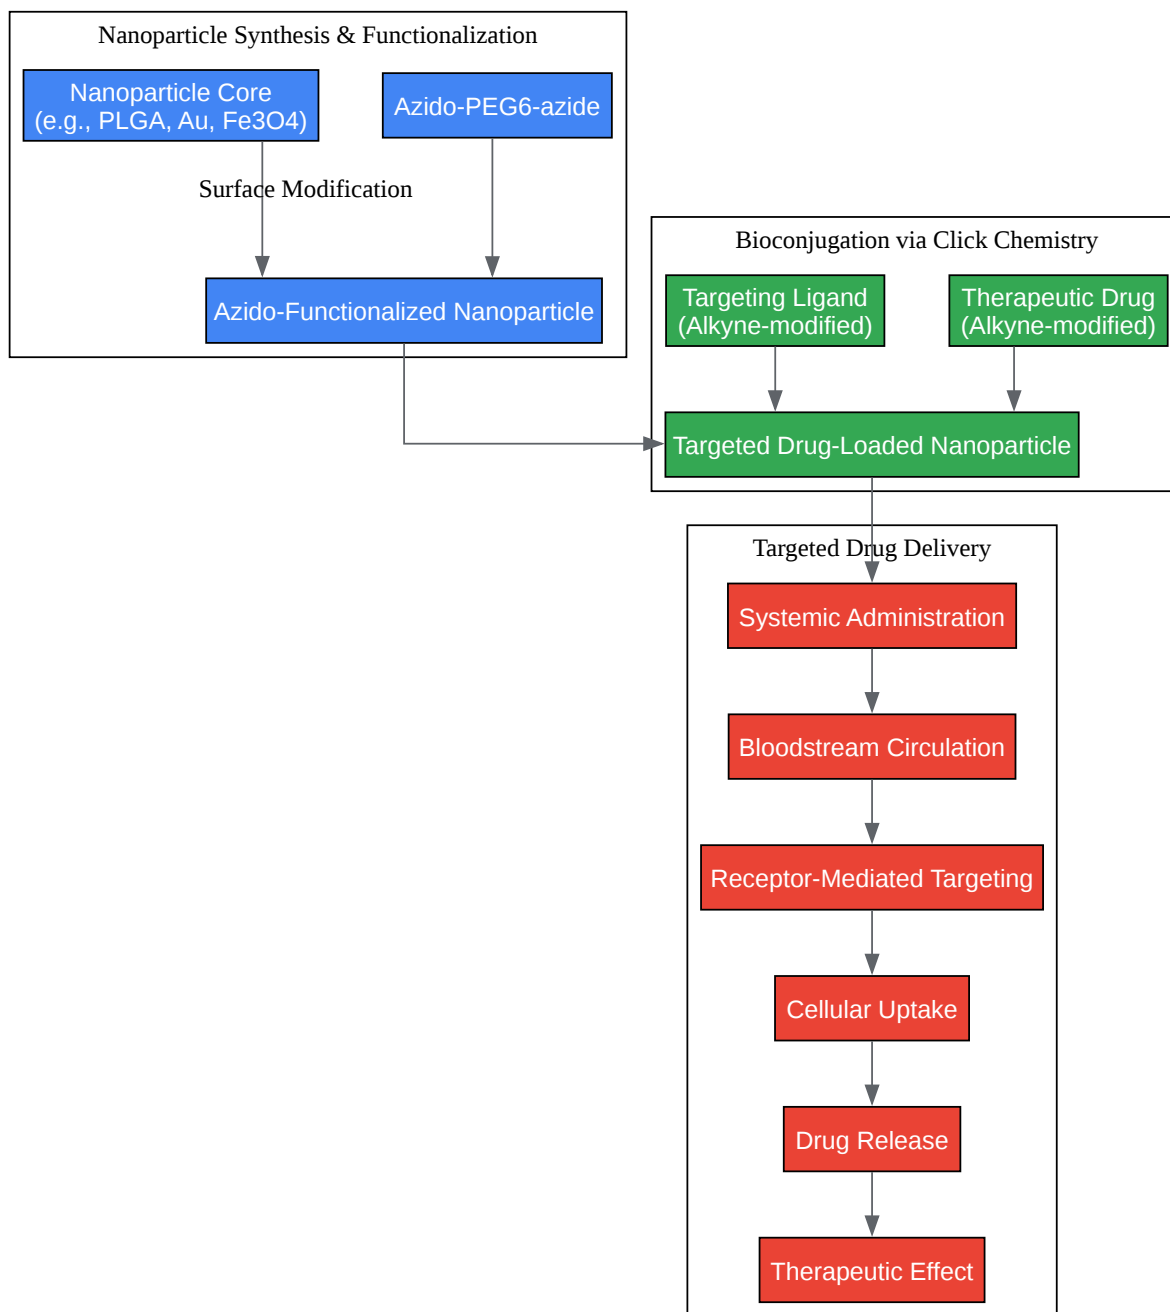 Nanoparticle Synthesis & Functionalization
Nanoparticle Core
(e.g., PLGA, Au, Fe3O4)
Azido-PEG6-azide
Surface Modification
Azido-Functionalized Nanoparticle
Bioconjugation via Click Chemistry
Targeting Ligand
(Alkyne-modified)
Therapeutic Drug
(Alkyne-modified)
Targeted Drug-Loaded Nanoparticle
Targeted Drug Delivery
Systemic Administration
Bloodstream Circulation
Receptor-Mediated Targeting
Cellular Uptake
Drug Release
Therapeutic Effect